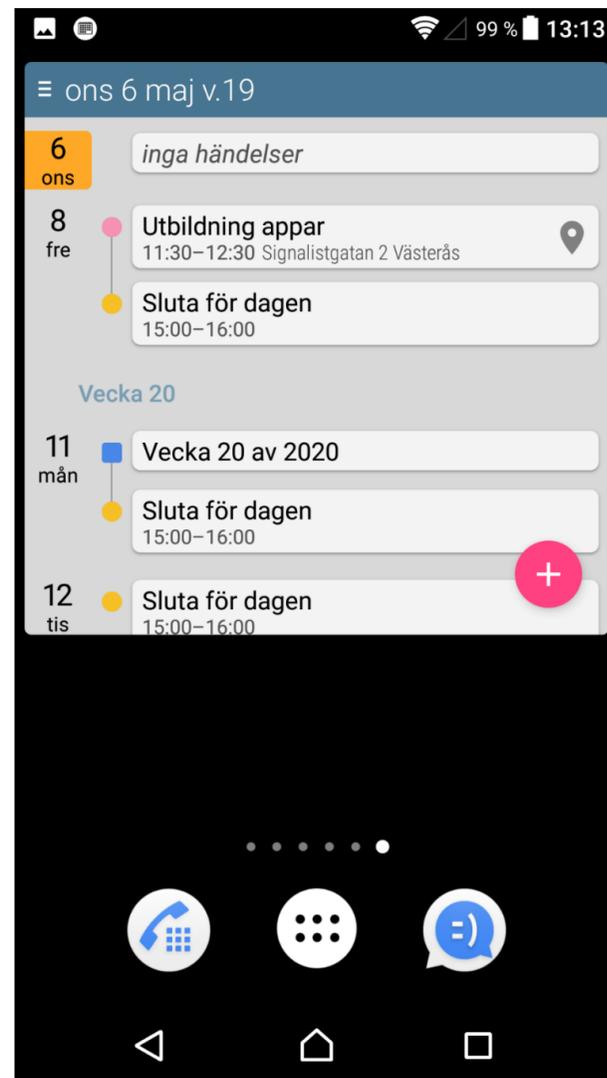 99 % 13:13
ons 6 maj v.19
6
ons
inga händelser
8
fre
Utbildning appar
11:30–12:30 Signalistgatan 2 Västerås
Sluta för dagen
15:00–16:00
Vecka 20
11
mån
Vecka 20 av 2020
Sluta för dagen
15:00–16:00
+
12
tis
Sluta för dagen
15:00–16:00
=)